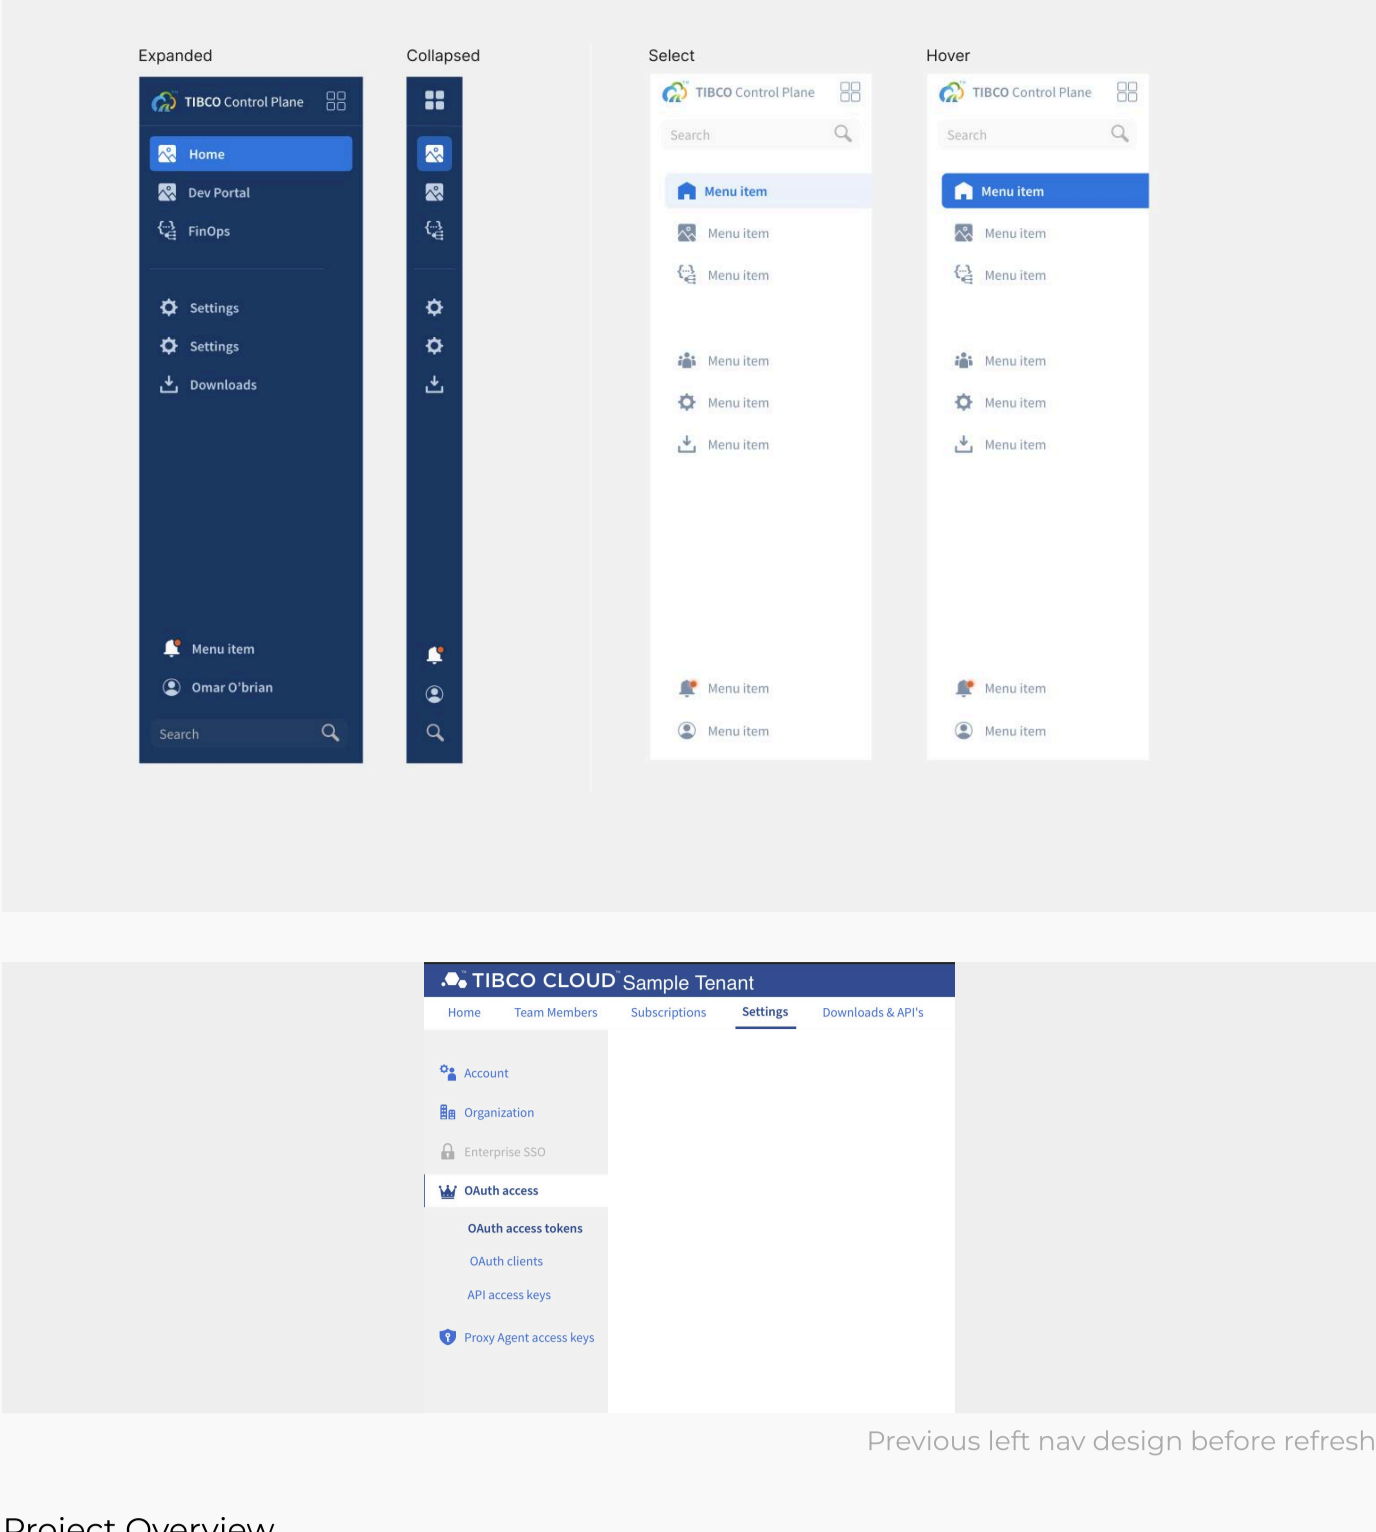 Expanded
TIBCO Control Plane
Home
Dev Portal
FinOps
Settings
Settings
Downloads
Menu item
Omar O’brian
Search
Collapsed
Select
TIBCO Control Plane
Search
Menu item
Menu item
Menu item
Menu item
Menu item
Menu item
Menu item
Menu item
Hover
TIBCO Control Plane
Search
Menu item
Menu item
Menu item
Menu item
Menu item
Menu item
Menu item
Menu item
TIBCO CLOUD™ Sample Tenant
Home Team Members Subscriptions Settings Downloads & API's
Account
Organization
Enterprise SSO
OAuth access
OAuth access tokens
OAuth clients
API access keys
Proxy Agent access keys
Previous left nav design before refresh
Project Overview